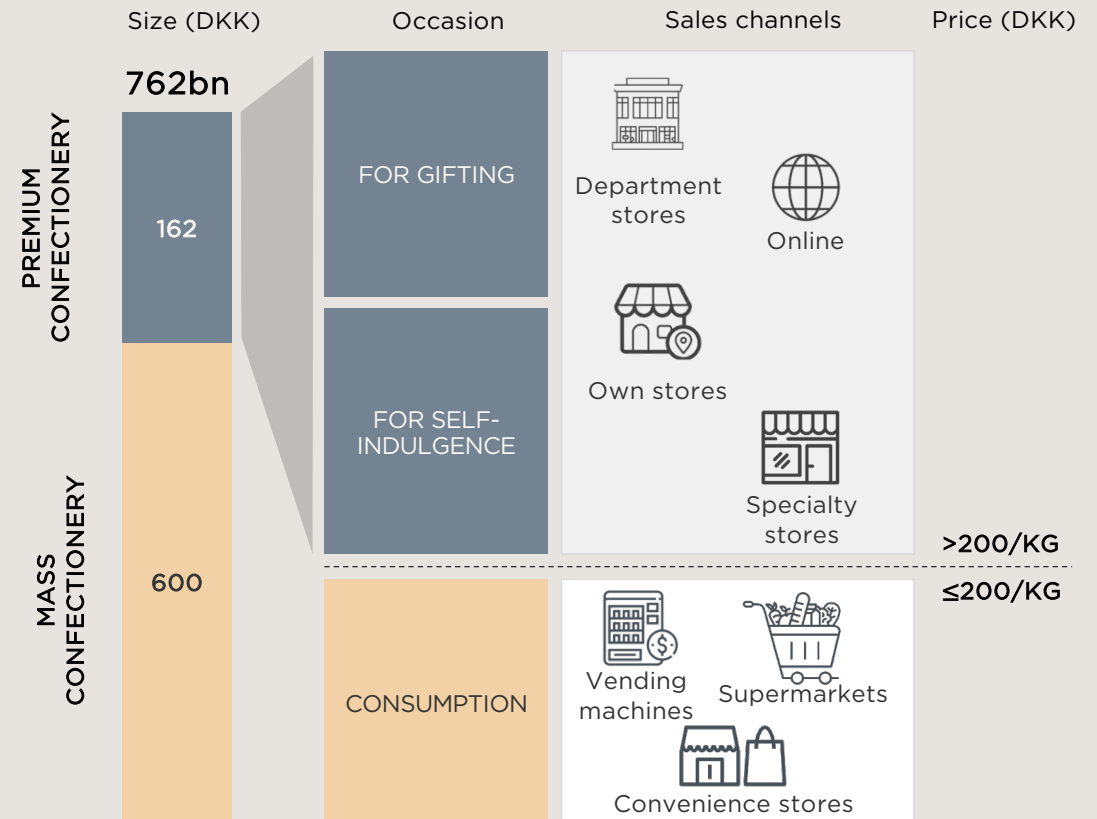 Size (DKK)
Occasion
Sales channels
Price (DKK)
762bn
PREMIUM
CONFECTIONERY
162
FOR GIFTING
Department
stores
Online
Own stores
FOR SELF-
INDULGENCE
Specialty
stores
>200/KG
≤200/KG
MASS
CONFECTIONERY
600
CONSUMPTION
$
Vending
machines
Supermarkets
Convenience stores